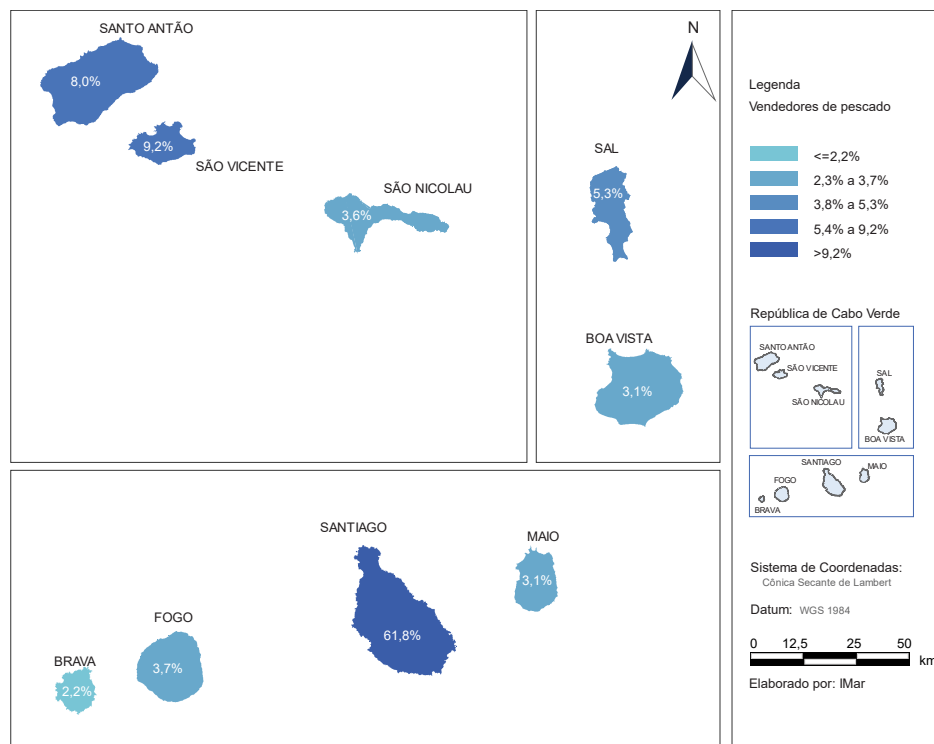 SANTO ANTÃO
8,0%
9,2%
SÃO VICENTE
SÃO NICOLAU
3,6%
N
SAL
5,3%
BOA VISTA
3,1%
SANTIAGO
61,8%
MAIO
3,1%
FOGO
3,7%
BRAVA
2,2%
Legenda
Vendedores de pescado
<=2,2%
2,3% a 3,7%
3,8% a 5,3%
5,4% a 9,2%
>9,2%
República de Cabo Verde
SANTO ANTÃO
SÃO VICENTE
SÃO NICOLAU
SAL
BOA VISTA
SANTIAGO
MAIO
FOGO
BRAVA
Sistema de Coordenadas:
Cônica Secante de Lambert
Datum: WGS 1984
0 12,5 25 50
km
Elaborado por: IMar